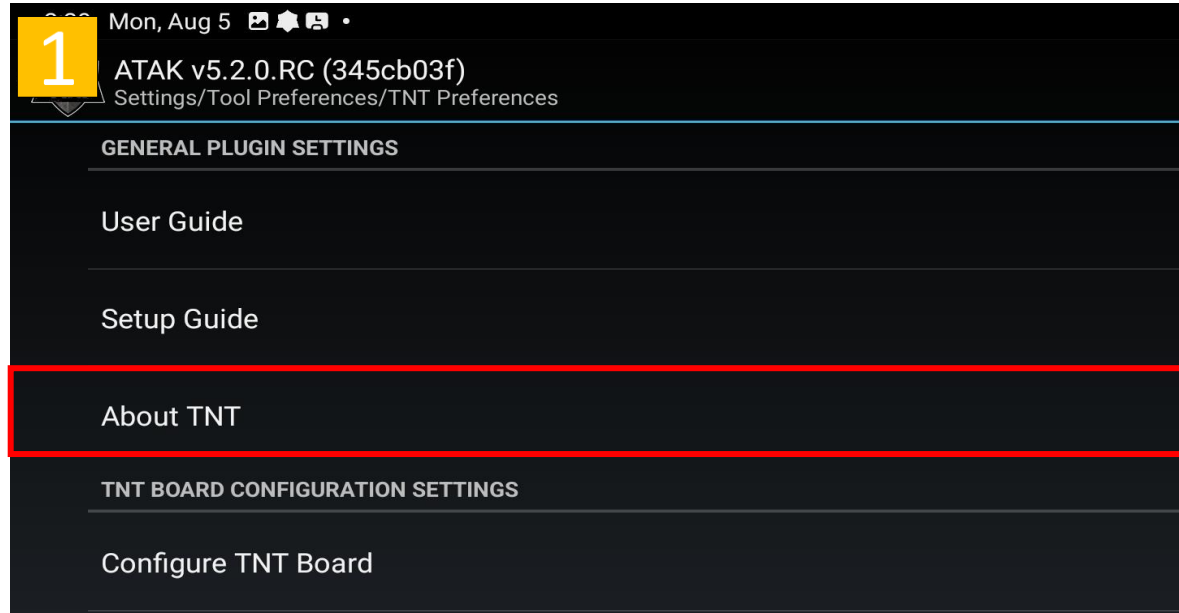 Mon, Aug 5
1
ATAK v5.2.0.RC (345cb03f)
Settings/Tool Preferences/TNT Preferences
GENERAL PLUGIN SETTINGS
User Guide
Setup Guide
About TNT
TNT BOARD CONFIGURATION SETTINGS
Configure TNT Board